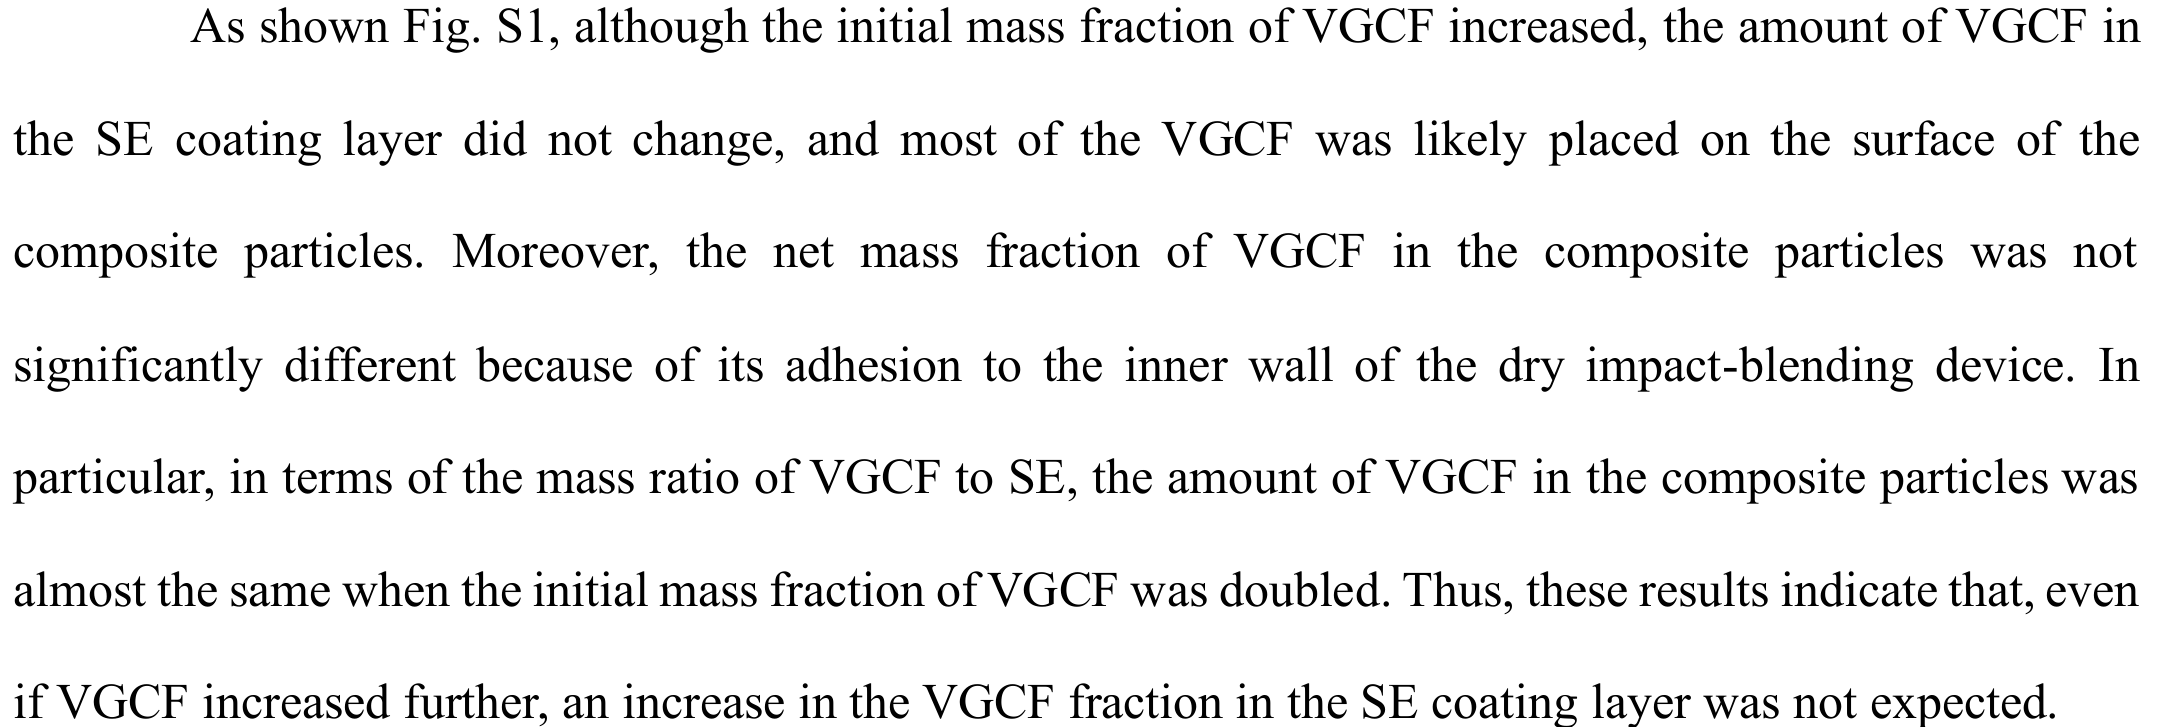 As shown Fig. S1, although the initial mass fraction of VGCF increased, the amount of VGCF in
the SE coating layer did not change, and most of the VGCF was likely placed on the surface of the
composite particles. Moreover, the net mass fraction of VGCF in the composite particles was not
significantly different because of its adhesion to the inner wall of the dry impact-blending device. In
particular, in terms of the mass ratio of VGCF to SE, the amount of VGCF in the composite particles was
almost the same when the initial mass fraction of VGCF was doubled. Thus, these results indicate that, even
if VGCF increased further, an increase in the VGCF fraction in the SE coating layer was not expected.